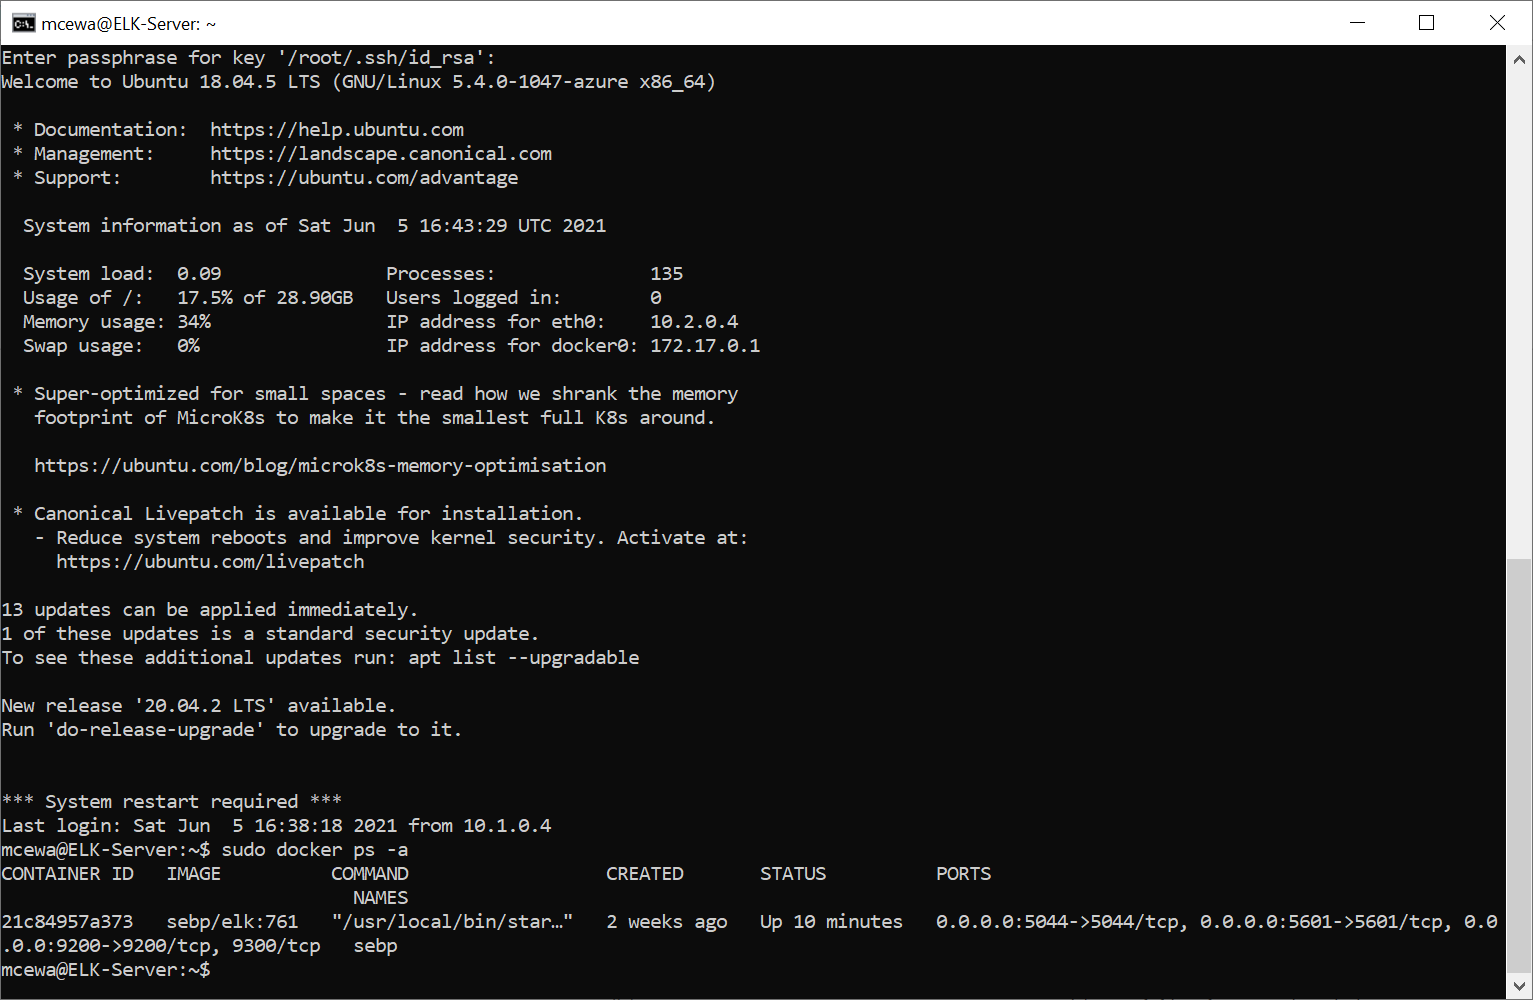 mcewa@ELK-Server: ~
Enter passphrase for key '/root/.ssh/id_rsa':
Welcome to Ubuntu 18.04.5 LTS (GNU/Linux 5.4.0-1047-azure x86_64)
* Documentation:  https://help.ubuntu.com
* Management:     https://landscape.canonical.com
* Support:        https://ubuntu.com/advantage
System information as of Sat Jun  5 16:43:29 UTC 2021
System load:  0.09               Processes:              135
Usage of /:   17.5% of 28.90GB   Users logged in:        0
Memory usage: 34%                IP address for eth0:    10.2.0.4
Swap usage:   0%                 IP address for docker0: 172.17.0.1
* Super-optimized for small spaces - read how we shrank the memory
footprint of MicroK8s to make it the smallest full K8s around.
https://ubuntu.com/blog/microk8s-memory-optimisation
* Canonical Livepatch is available for installation.
- Reduce system reboots and improve kernel security. Activate at:
https://ubuntu.com/livepatch
13 updates can be applied immediately.
1 of these updates is a standard security update.
To see these additional updates run: apt list --upgradable
New release '20.04.2 LTS' available.
Run 'do-release-upgrade' to upgrade to it.
*** System restart required ***
Last login: Sat Jun  5 16:38:18 2021 from 10.1.0.4
mcewa@ELK-Server:~$ sudo docker ps -a
CONTAINER ID   IMAGE          COMMAND                  CREATED       STATUS          PORTS
NAMES
21c84957a373   sebp/elk:761   "/usr/local/bin/star…"   2 weeks ago   Up 10 minutes   0.0.0.0:5044->5044/tcp, 0.0.0.0:5601->5601/tcp, 0.0
.0.0:9200->9200/tcp, 9300/tcp   sebp
mcewa@ELK-Server:~$